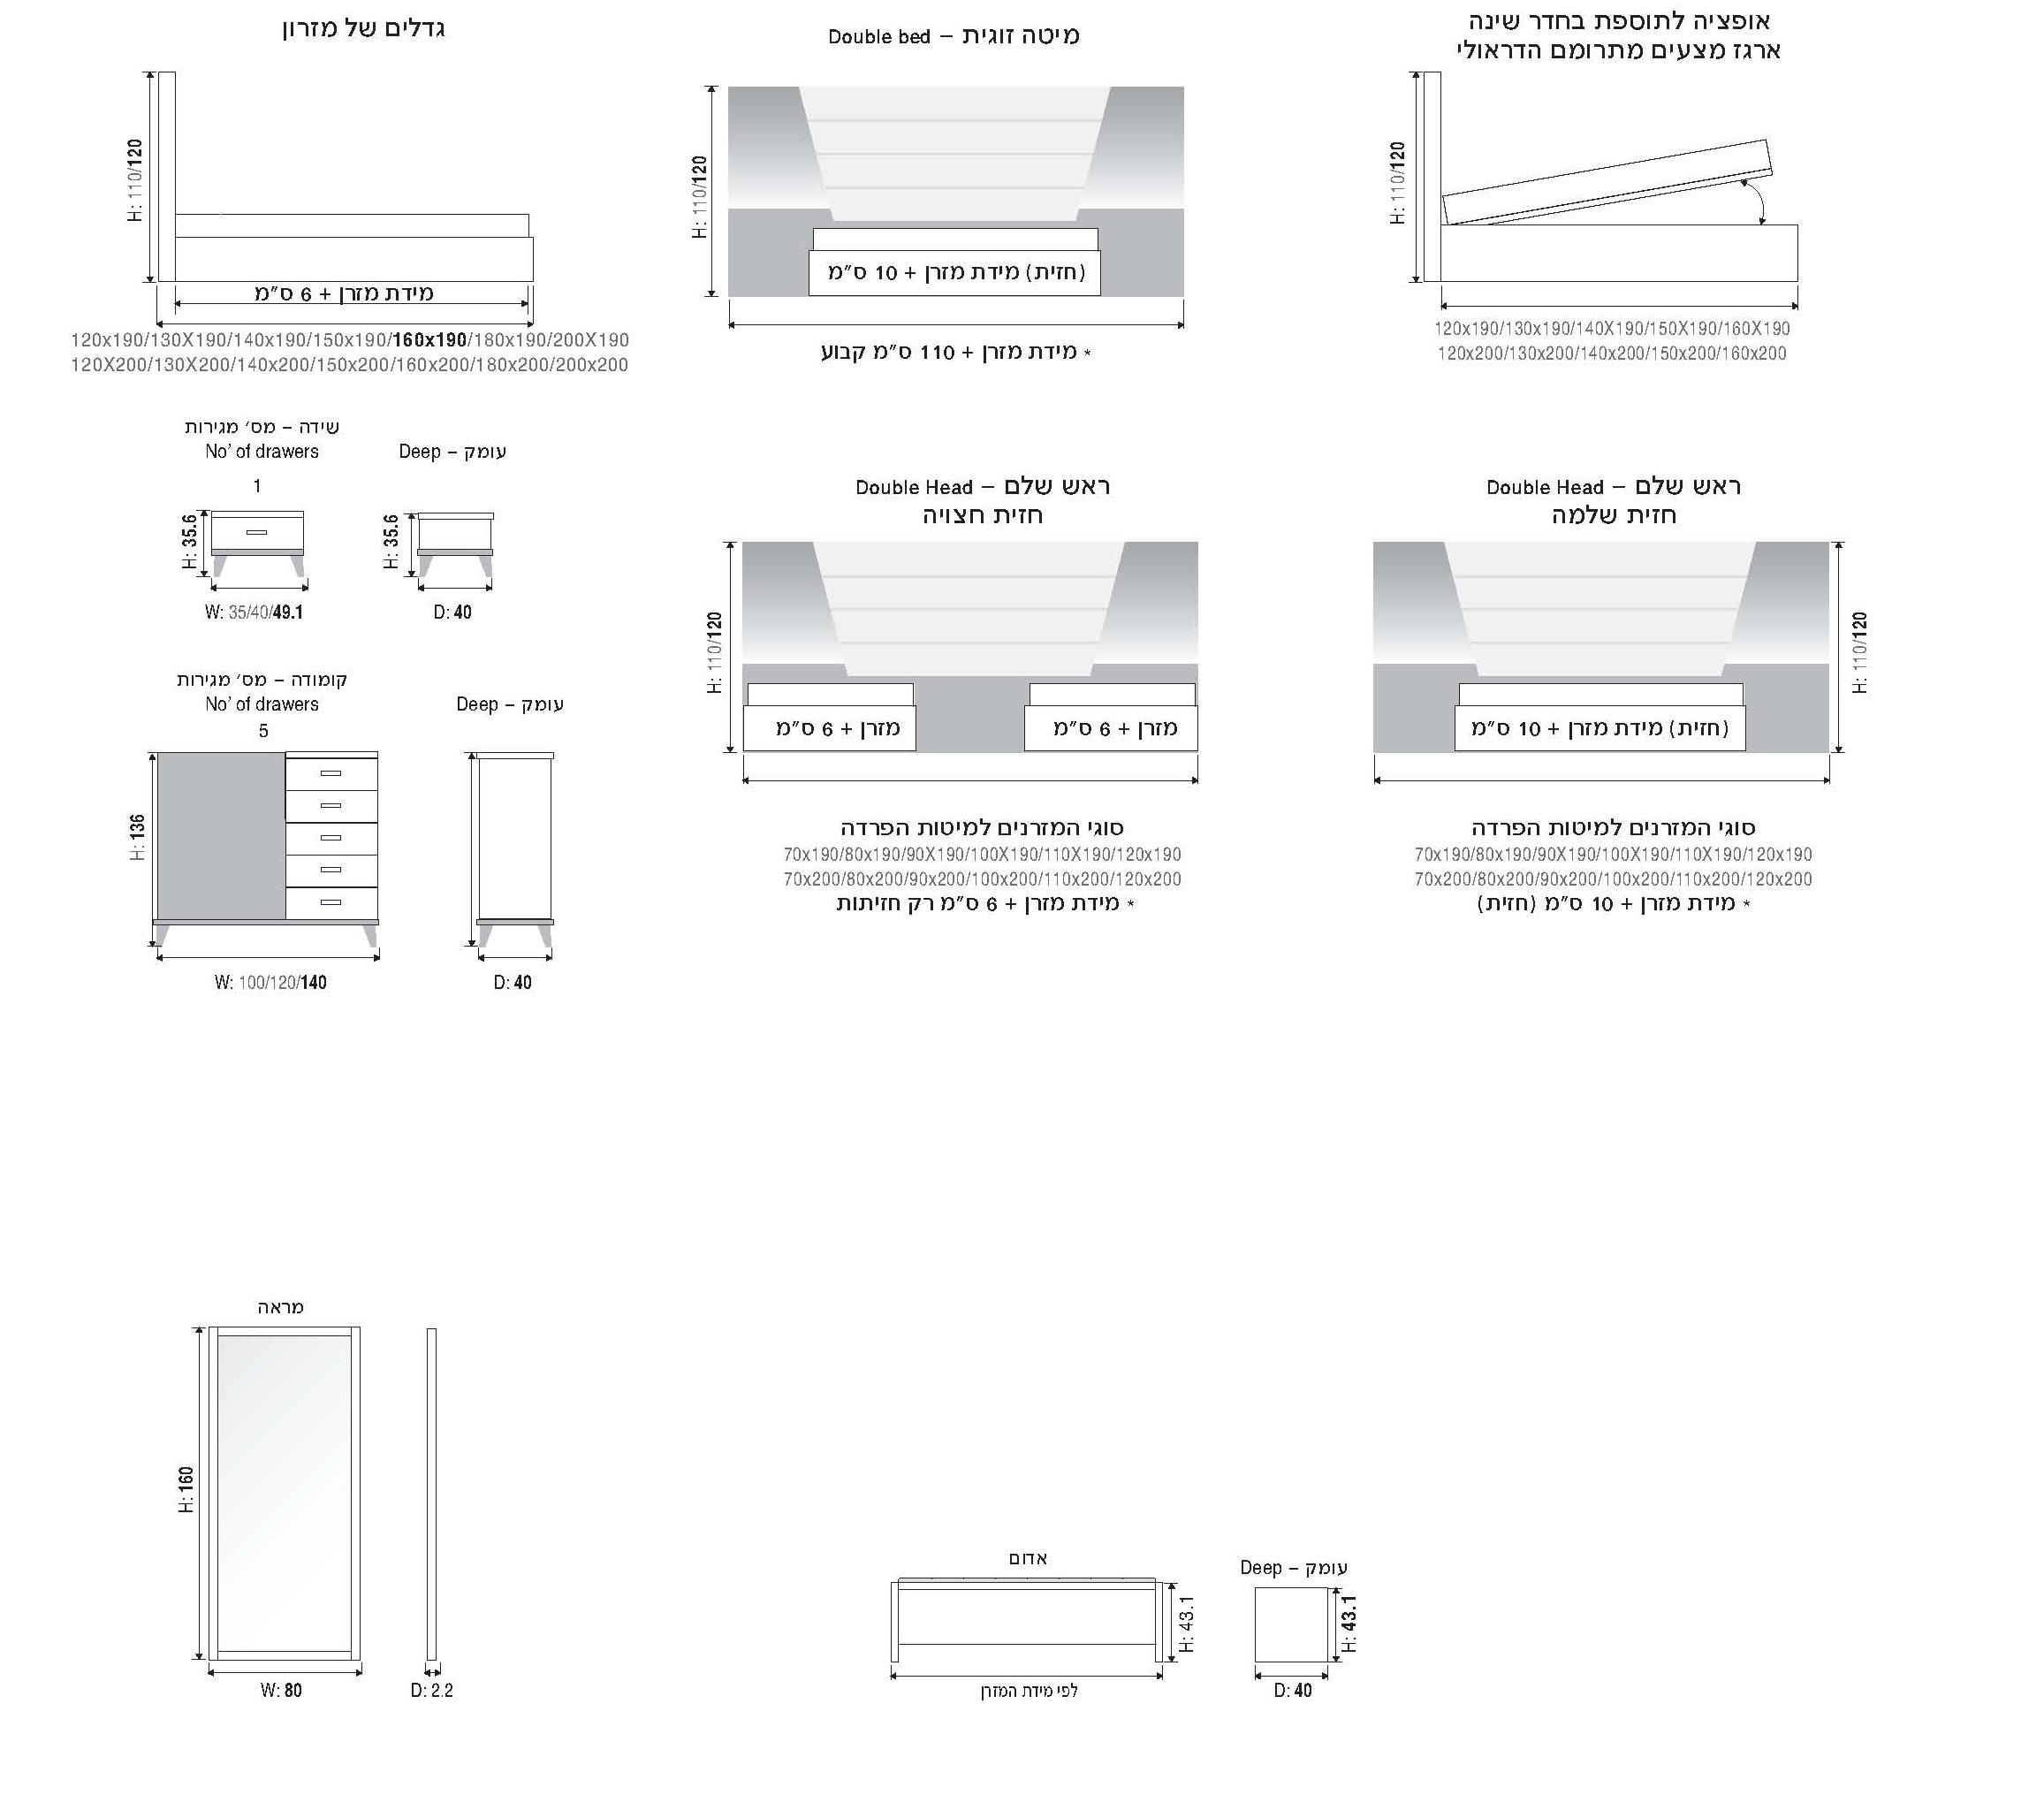 גדלים של מזרון
H: 110/120
מידת מזרן + 6 ס"מ
120x190/130X190/140x190/150x190/160x190/180x190/200X190
120X200/130X200/140x200/150x200/160x200/180x200/200x200
מיטה זוגית – Double bed
H: 110/120
(חזית) מידת מזרן + 10 ס"מ
* מידת מזרן + 110 ס"מ קבוע
אופציה לתוספת בחדר שינה
ארגז מצעים מתרומם הדראולי
H: 110/120
120x190/130x190/140X190/150X190/160X190
120x200/130x200/140x200/150x200/160x200
שידה – מס' מגירות
No' of drawers
1
H: 35.6
W: 35/40/49.1
עומק – Deep
H: 35.6
D: 40
ראש שלם – Double Head
חזית חצויה
H: 110/120
מזרן + 6 ס"מ
מזרן + 6 ס"מ
סוגי המזרנים למיטות הפרדה
70x190/80x190/90X190/100X190/110X190/120x190
70x200/80x200/90x200/100x200/110x200/120x200
* מידת מזרן + 6 ס"מ רק חזיתות
ראש שלם – Double Head
חזית שלמה
H: 110/120
(חזית) מידת מזרן + 10 ס"מ
סוגי המזרנים למיטות הפרדה
70x190/80x190/90X190/100X190/110X190/120x190
70x200/80x200/90x200/100x200/110x200/120x200
* מידת מזרן + 10 ס"מ (חזית)
קומודה – מס' מגירות
No' of drawers
5
H: 136
W: 100/120/140
עומק – Deep
D: 40
מראה
H: 160
W: 80
D: 2.2
אדום
H: 43.1
לפי מידת המזרן
עומק – Deep
H: 43.1
D: 40